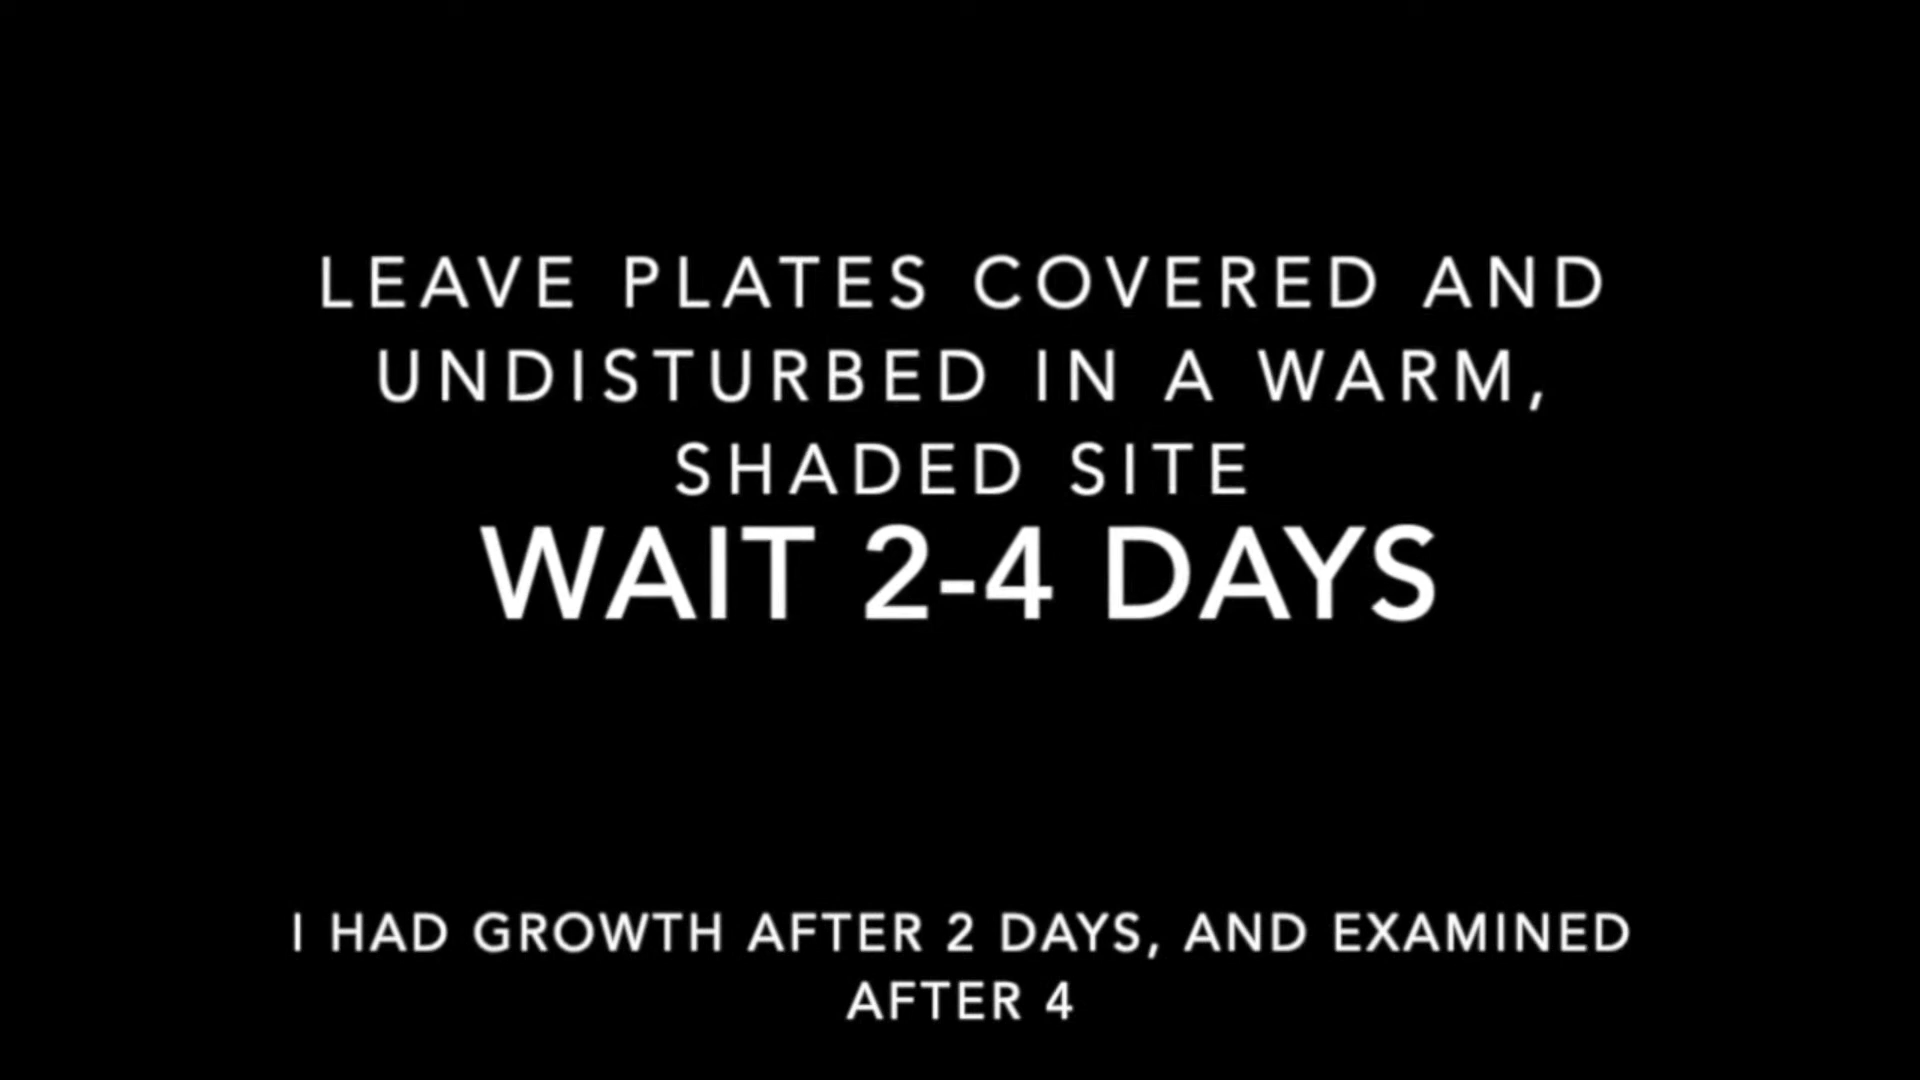 LEAVE PLATES COVERED AND
UNDISTURBED IN A WARM,
SHADED SITE
WAIT 2-4 DAYS
I HAD GROWTH AFTER 2 DAYS, AND EXAMINED
AFTER 4